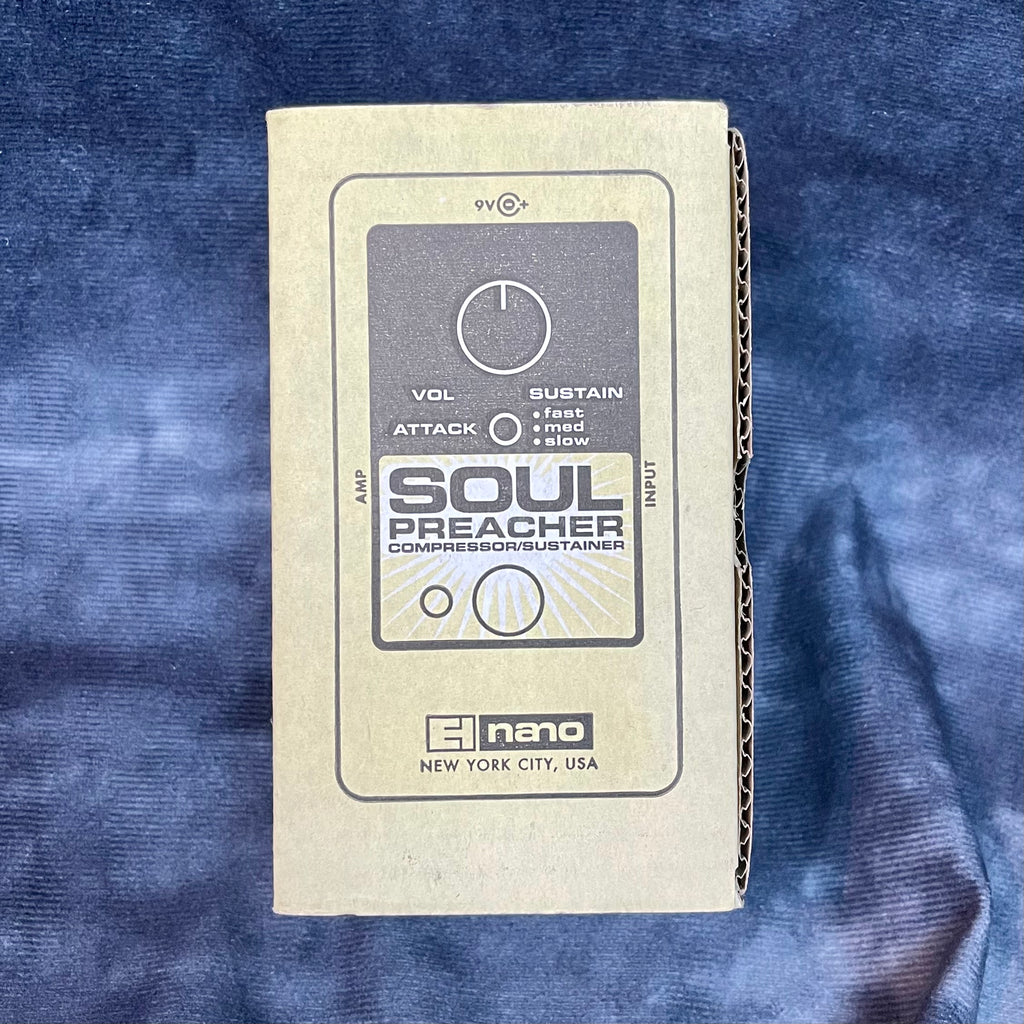 9V +
VOL SUSTAIN
ATTACK
• fast
• med
• slow
AMP
INPUT
SOUL
PREACHER
COMPRESSOR/SUSTAINER
EH nano
NEW YORK CITY, USA